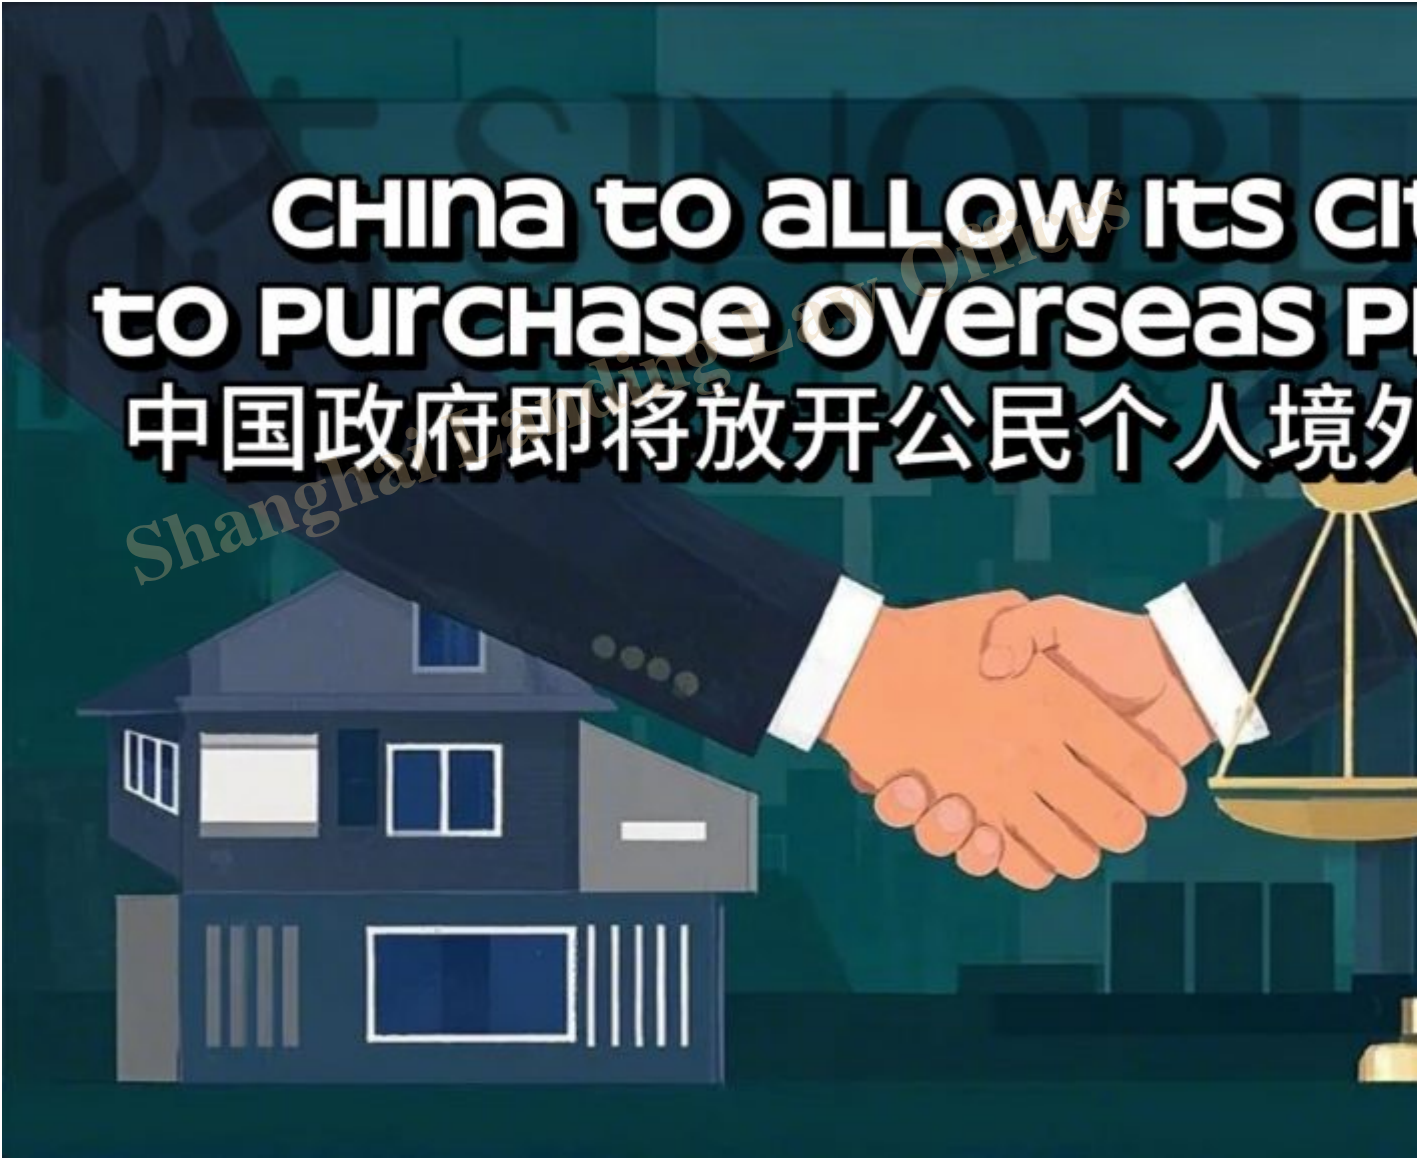 CHINA TO ALLOW ITS
TO PURCHASE OVERSEAS
中国政府即将放开公民个人境外
Shanghai Landing Law Offices